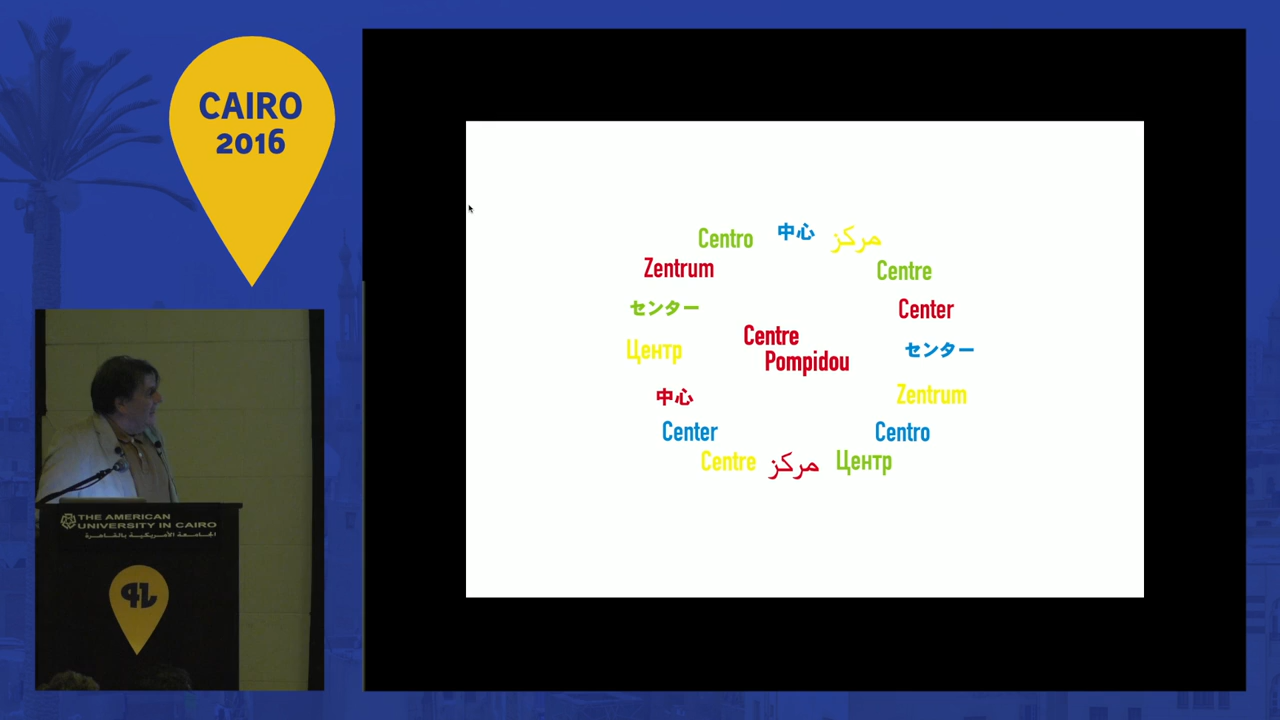 CAIRO
2016
Centro 中心 مركز
Zentrum Centre
センター Center
Centre
Pompidou
Центр センター
中心 Zentrum
Center Centro
Centre مركز Центр
THE AMERICAN
UNIVERSITY IN CAIRO
الجامعة الأمريكية بالقاهرة